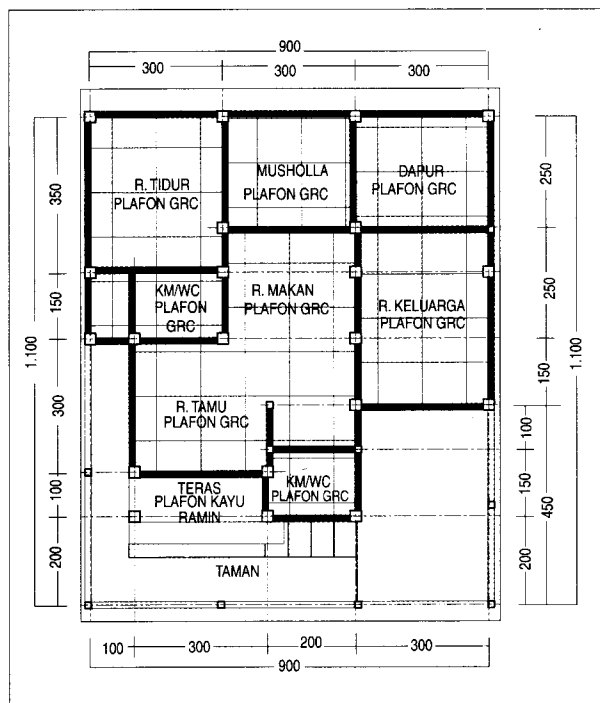 900
300
300
300
350
150
1.100
300
100
200
250
250
150
1.100
100
150
450
200
R. TIDUR
PLAFON GRC
MUSHOLLA
PLAFON GRC
DAPUR
PLAFON GRC
KM/WC
PLAFON
GRC
R. MAKAN
PLAFON GRC
R. KELUARGA
PLAFON GRC
R. TAMU
PLAFON GRC
TERAS
PLAFON KAYU
RAMIN
KM/WC
PLAFON GRC
TAMAN
100
300
200
300
900